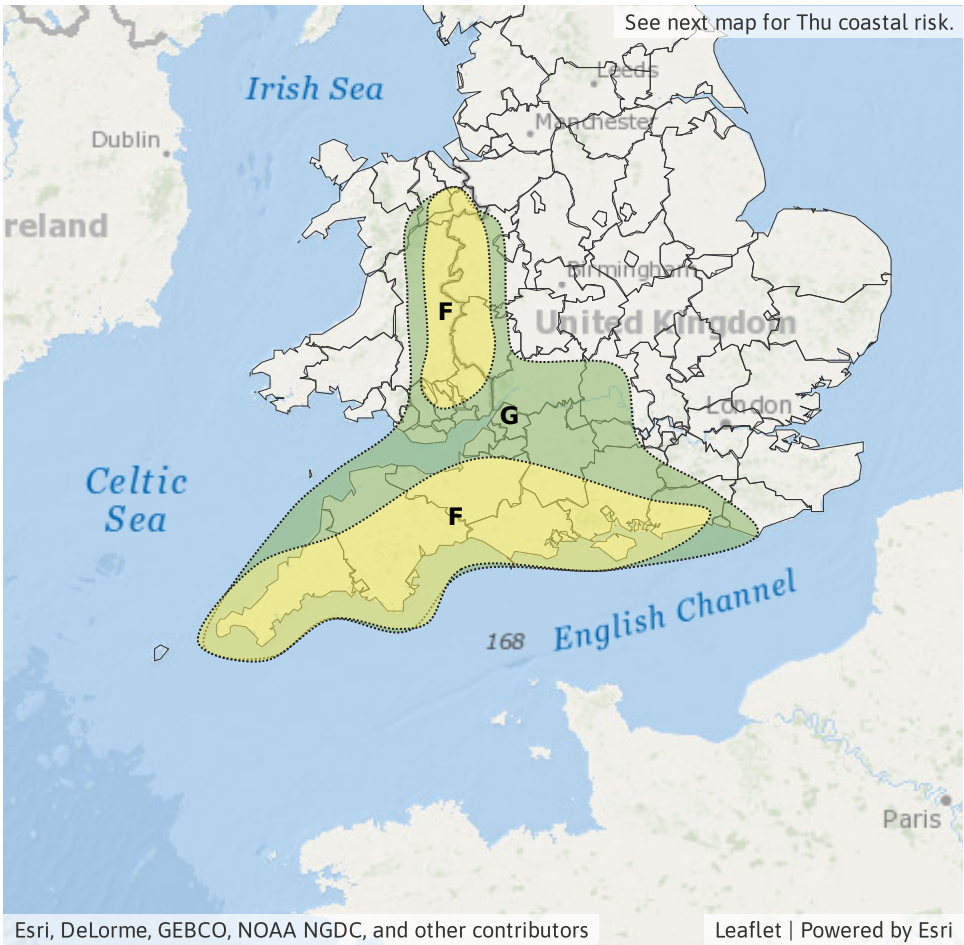 See next map for Thu coastal risk.
Leeds
Irish Sea
Manchester
Dublin
reland
Birmingham
F
United Kingdom
London
G
Celtic
Sea
F
English Channel
168
Paris
Esri, DeLorme, GEBCO, NOAA NGDC, and other contributors
Leaflet | Powered by Esri